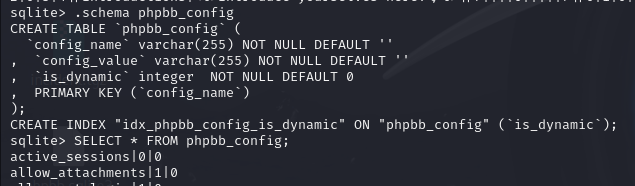 sqlite> .schema phpbb_config
CREATE TABLE `phpbb_config` (
  `config_name` varchar(255) NOT NULL DEFAULT ''
,  `config_value` varchar(255) NOT NULL DEFAULT ''
,  `is_dynamic` integer  NOT NULL DEFAULT 0
,  PRIMARY KEY (`config_name`)
);
CREATE INDEX "idx_phpbb_config_is_dynamic" ON "phpbb_config" (`is_dynamic`);
sqlite> SELECT * FROM phpbb_config;
active_sessions|0|0
allow_attachments|1|0